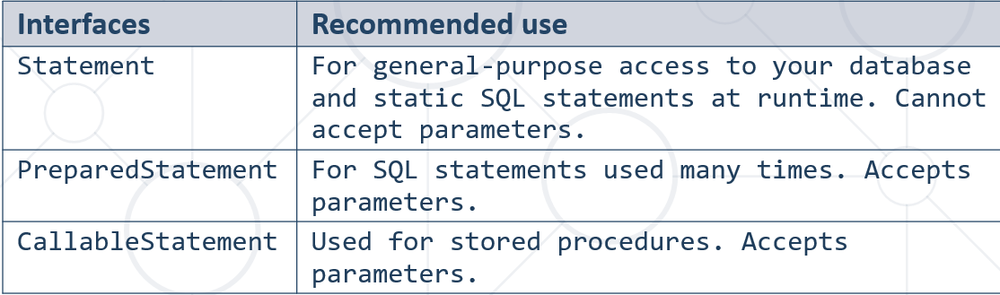 Interfaces
Recommended use
Statement
For general-purpose access to your database
and static SQL statements at runtime. Cannot
accept parameters.
PreparedStatement
For SQL statements used many times. Accepts
parameters.
CallableStatement
Used for stored procedures. Accepts
parameters.